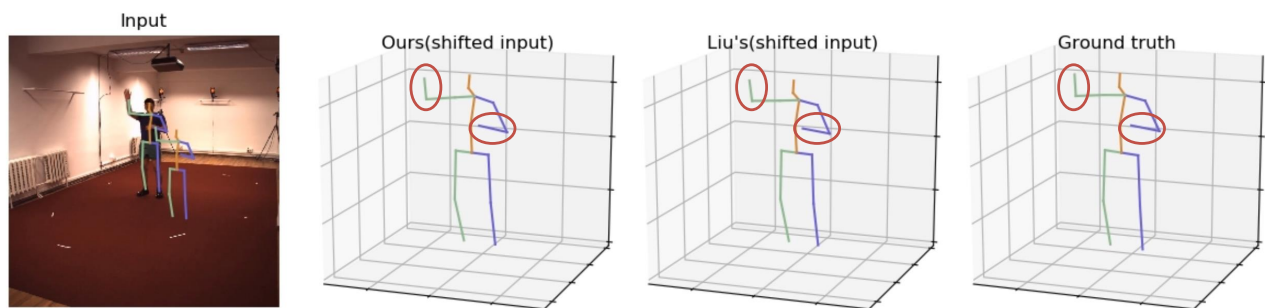 Input
Ours(shifted input)
Liu's(shifted input)
Ground truth